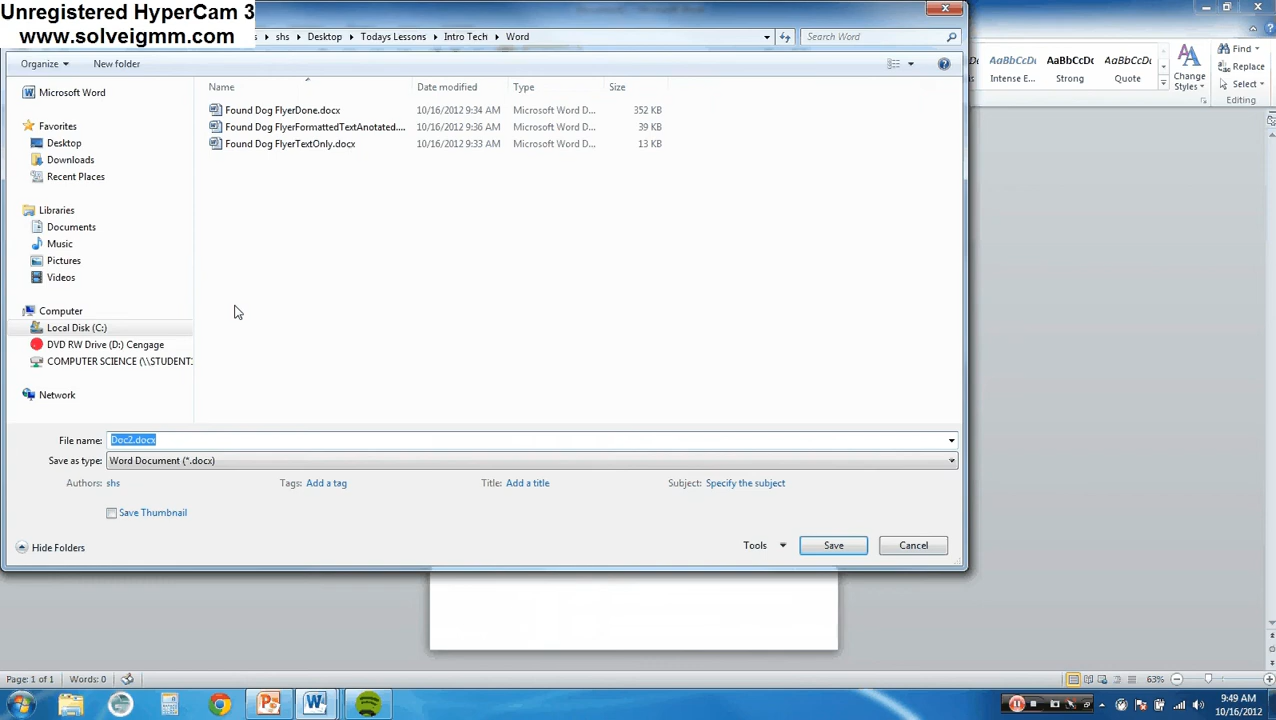 Unregistered HyperCam 3
www.solveigmm.com
shs Desktop Todays Lessons Intro Tech Word
Search Word
Organize
New folder
Name Date modified Type Size
Microsoft Word
Found Dog FlyerDone.docx 10/16/2012 9:34 AM Microsoft Word D... 352 KB
Found Dog FlyerFormattedTextAnotated.... 10/16/2012 9:36 AM Microsoft Word D... 39 KB
Found Dog FlyerTextOnly.docx 10/16/2012 9:33 AM Microsoft Word D... 13 KB
Favorites
Desktop
Downloads
Recent Places
Libraries
Documents
Music
Pictures
Videos
Computer
Local Disk (C:)
DVD RW Drive (D:) Cengage
COMPUTER SCIENCE (\\STUDENT
Network
File name: Doc2.docx
Save as type: Word Document (*.docx)
Authors: shs Tags: Add a tag Title: Add a title Subject: Specify the subject
Save Thumbnail
Hide Folders
Tools Save Cancel
AaBbCcDc AaBbCcDc AaBbCcDc
Intense E... Strong Quote
Change
Styles
Find
Replace
Select
Editing
Page: 1 of 1 Words: 0
63%
9:49 AM
10/16/2012